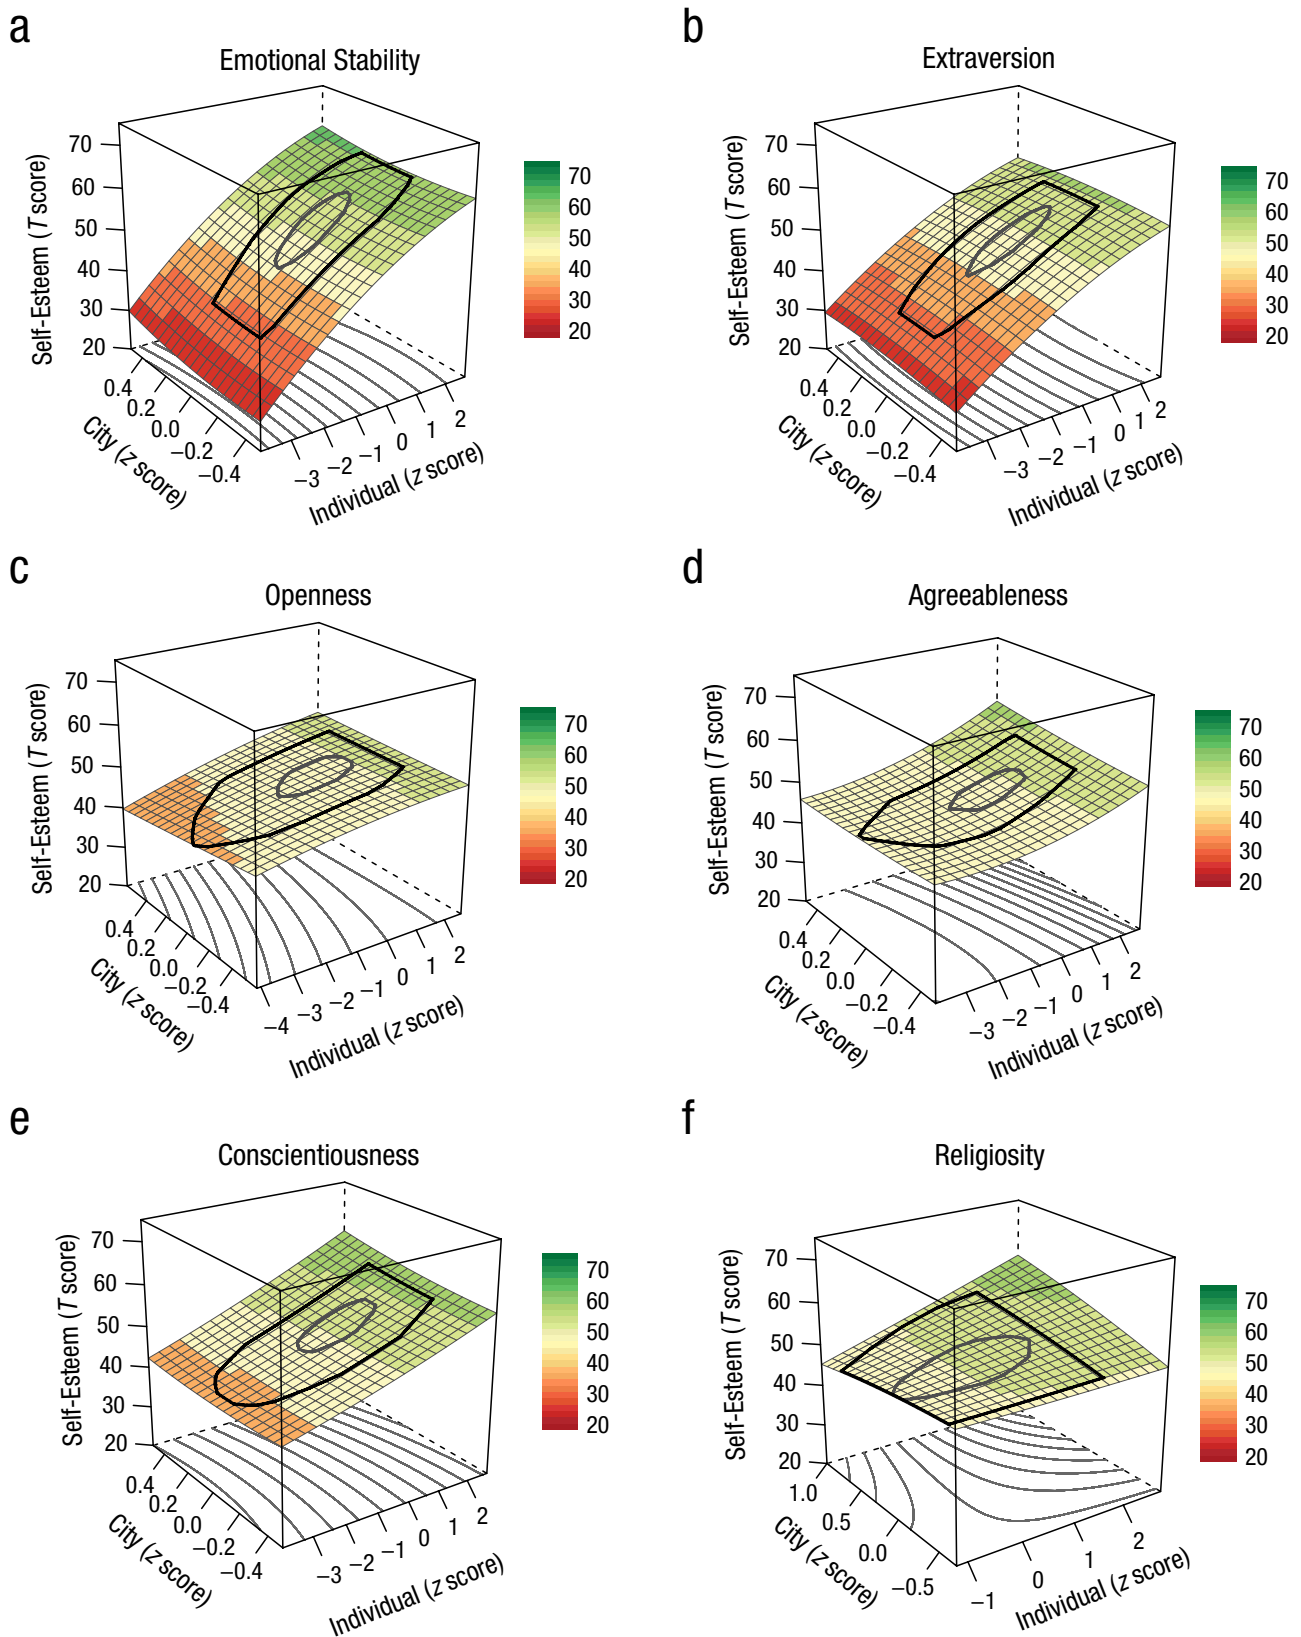 a
Emotional Stability
Self-Esteem (T score)
70
60
50
40
30
20
0.4
0.2
0.0
−0.2
−0.4
City (z score)
−3 −2 −1 0 1 2
Individual (z score)
70
60
50
40
30
20
b
Extraversion
Self-Esteem (T score)
70
60
50
40
30
20
0.4
0.2
0.0
−0.2
−0.4
City (z score)
−3 −2 −1 0 1 2
Individual (z score)
70
60
50
40
30
20
c
Openness
Self-Esteem (T score)
70
60
50
40
30
20
0.4
0.2
0.0
−0.2
−0.4
City (z score)
−4 −3 −2 −1 0 1 2
Individual (z score)
70
60
50
40
30
20
d
Agreeableness
Self-Esteem (T score)
70
60
50
40
30
20
0.4
0.2
0.0
−0.2
−0.4
City (z score)
−3 −2 −1 0 1 2
Individual (z score)
70
60
50
40
30
20
e
Conscientiousness
Self-Esteem (T score)
70
60
50
40
30
20
0.4
0.2
0.0
−0.2
−0.4
City (z score)
−3 −2 −1 0 1 2
Individual (z score)
70
60
50
40
30
20
f
Religiosity
Self-Esteem (T score)
70
60
50
40
30
20
1.0
0.5
0.0
−0.5
City (z score)
−1 0 1 2
Individual (z score)
70
60
50
40
30
20